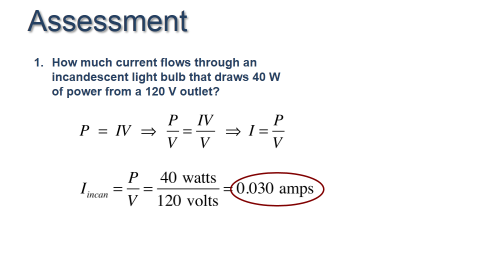 Assessment
1. How much current flows through an
incandescent light bulb that draws 40 W
of power from a 120 V outlet?
P = IV ⇒ P/V = IV/V ⇒ I = P/V
I_incan = P/V = 40 watts/120 volts = 0.030 amps